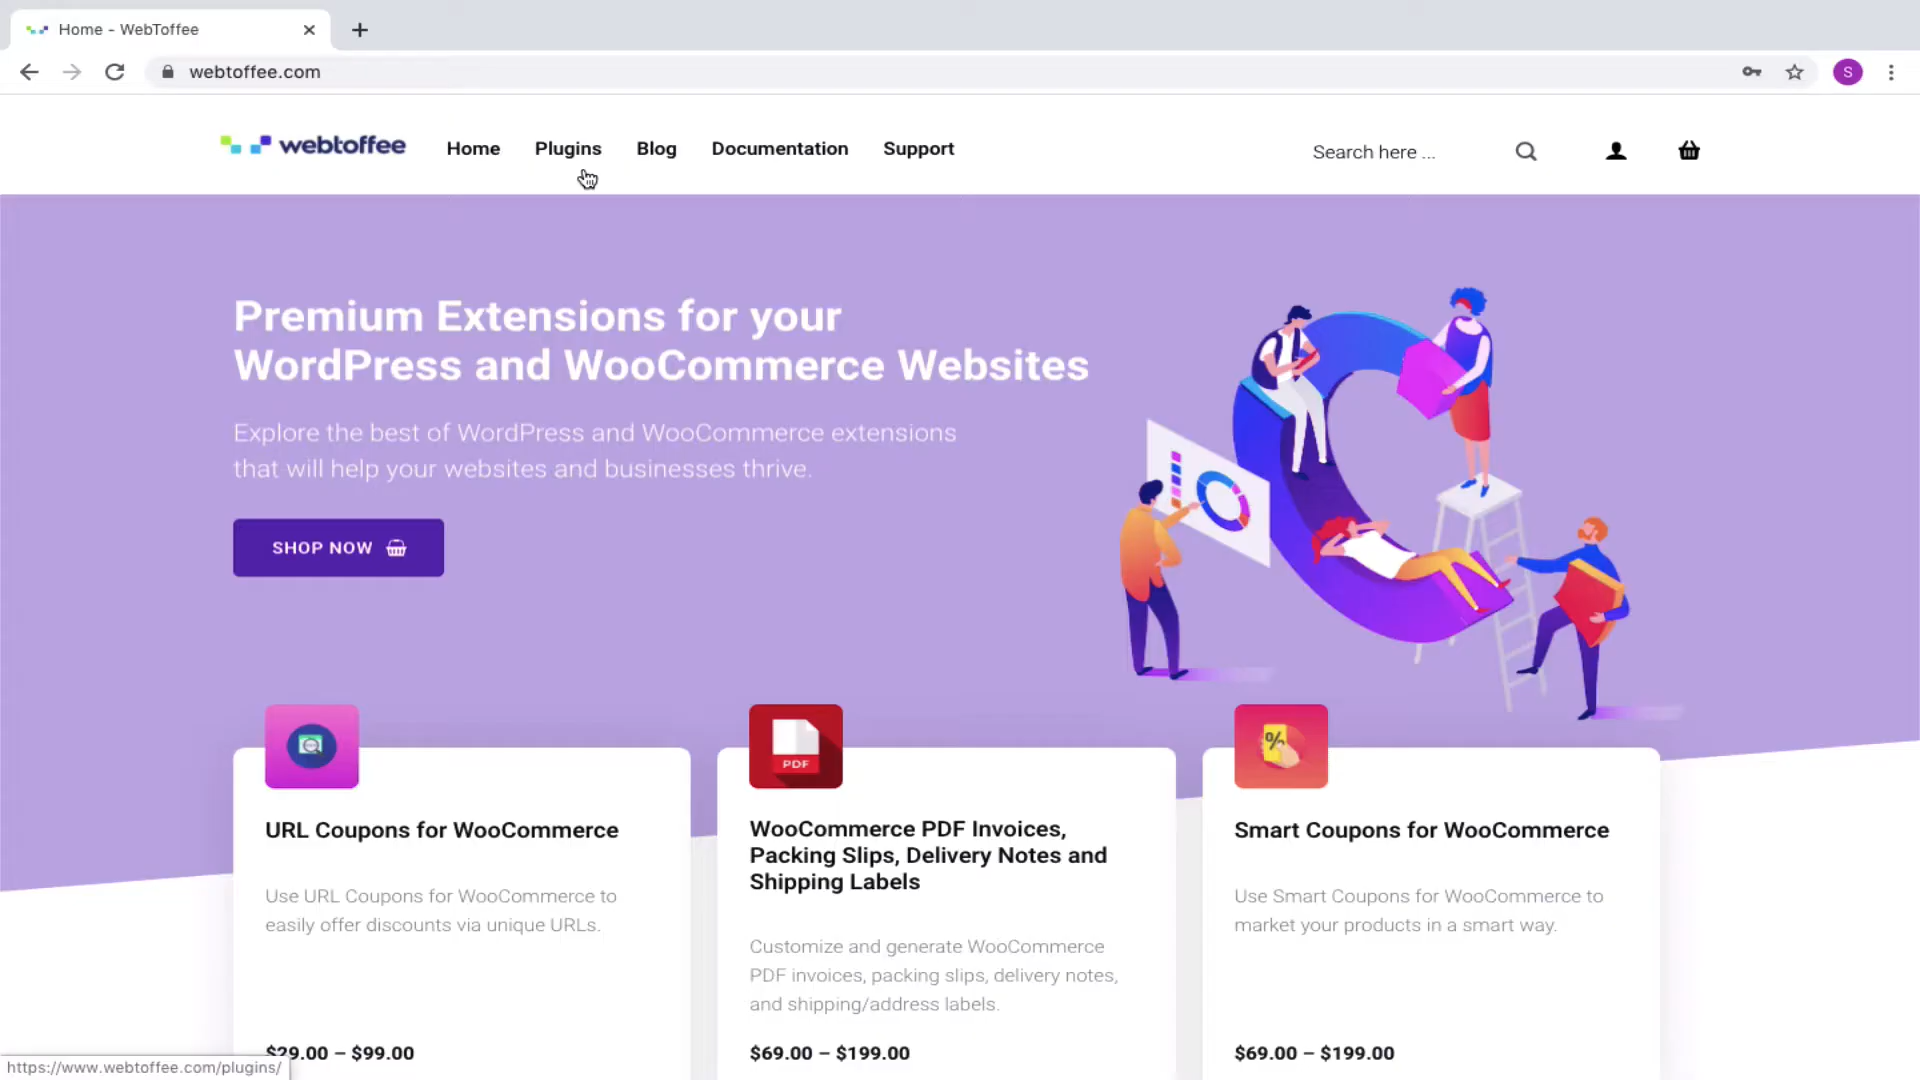 Home - WebToffee
webtoffee.com
S
webtoffee
Home
Plugins
Blog
Documentation
Support
Search here ...
Premium Extensions for your
WordPress and WooCommerce Websites
Explore the best of WordPress and WooCommerce extensions
that will help your websites and businesses thrive.
SHOP NOW
URL Coupons for WooCommerce
Use URL Coupons for WooCommerce to
easily offer discounts via unique URLs.
$29.00 – $99.00
PDF
WooCommerce PDF Invoices,
Packing Slips, Delivery Notes and
Shipping Labels
Customize and generate WooCommerce
PDF invoices, packing slips, delivery notes,
and shipping/address labels.
$69.00 – $199.00
%
Smart Coupons for WooCommerce
Use Smart Coupons for WooCommerce to
market your products in a smart way.
$69.00 – $199.00
https://www.webtoffee.com/plugins/